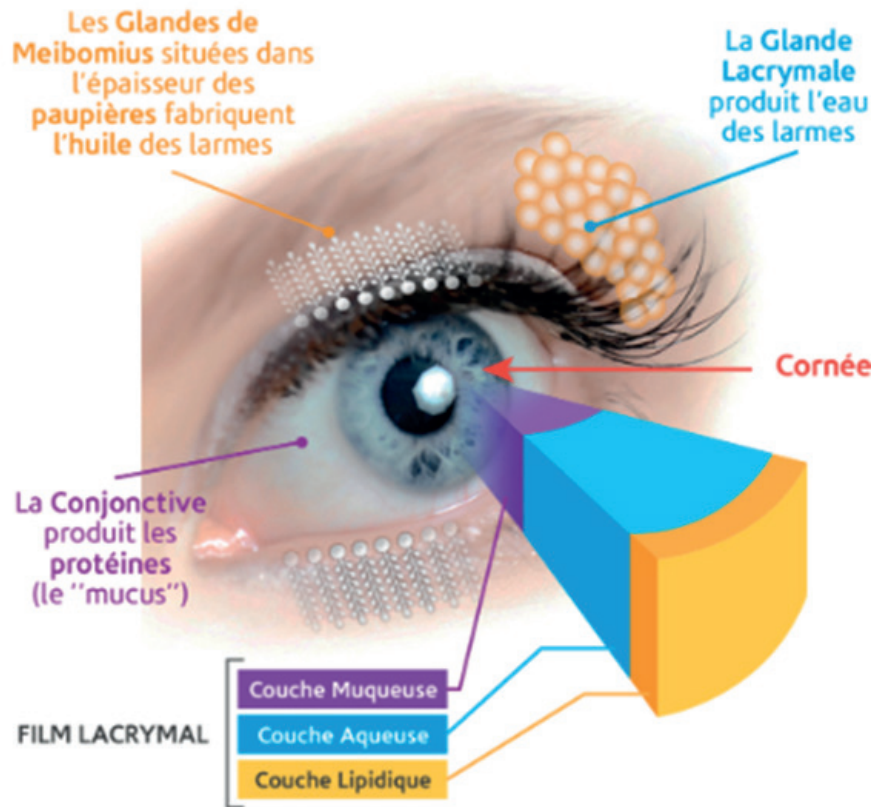 Les Glandes de
Meibomius situées dans
l'épaisseur des
paupières fabriquent
l'huile des larmes
La Glande
Lacrymale
produit l'eau
des larmes
Cornée
La Conjonctive
produit les
protéines
(le ''mucus'')
FILM LACRYMAL
Couche Muqueuse
Couche Aqueuse
Couche Lipidique